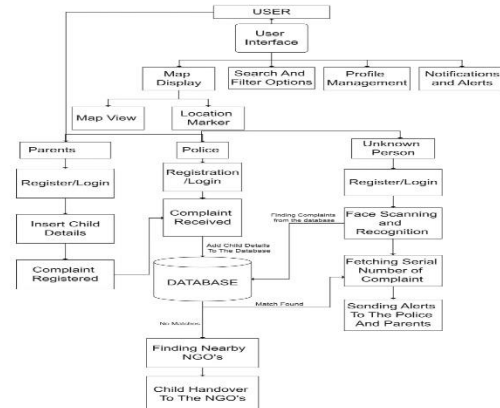 USER
User
Interface
Map
Display
Search And
Filter Options
Profile
Management
Notifications
and Alerts
Map View
Location
Marker
Parents
Police
Unknown
Person
Register/Login
Registration
/Login
Register/Login
Insert Child
Details
Complaint
Received
Finding Complaints
from the database
Face Scanning
and
Recognition
Complaint
Registered
Add Child Details
To The Database
DATABASE
Fetching Serial
Number of
Complaint
Match Found
Sending Alerts
To The Police
And Parents
No Matches
Finding Nearby
NGO's
Child Handover
To The NGO's